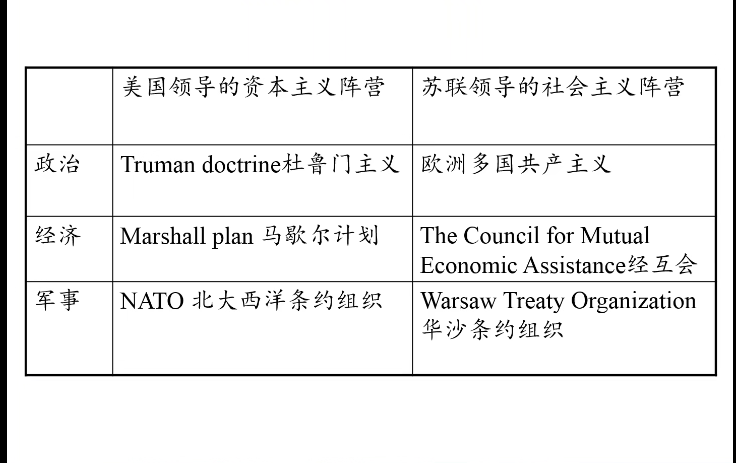 美国领导的资本主义阵营
苏联领导的社会主义阵营
政治
Truman doctrine杜鲁门主义
欧洲多国共产主义
经济
Marshall plan 马歇尔计划
The Council for Mutual
Economic Assistance经互会
军事
NATO 北大西洋条约组织
Warsaw Treaty Organization
华沙条约组织